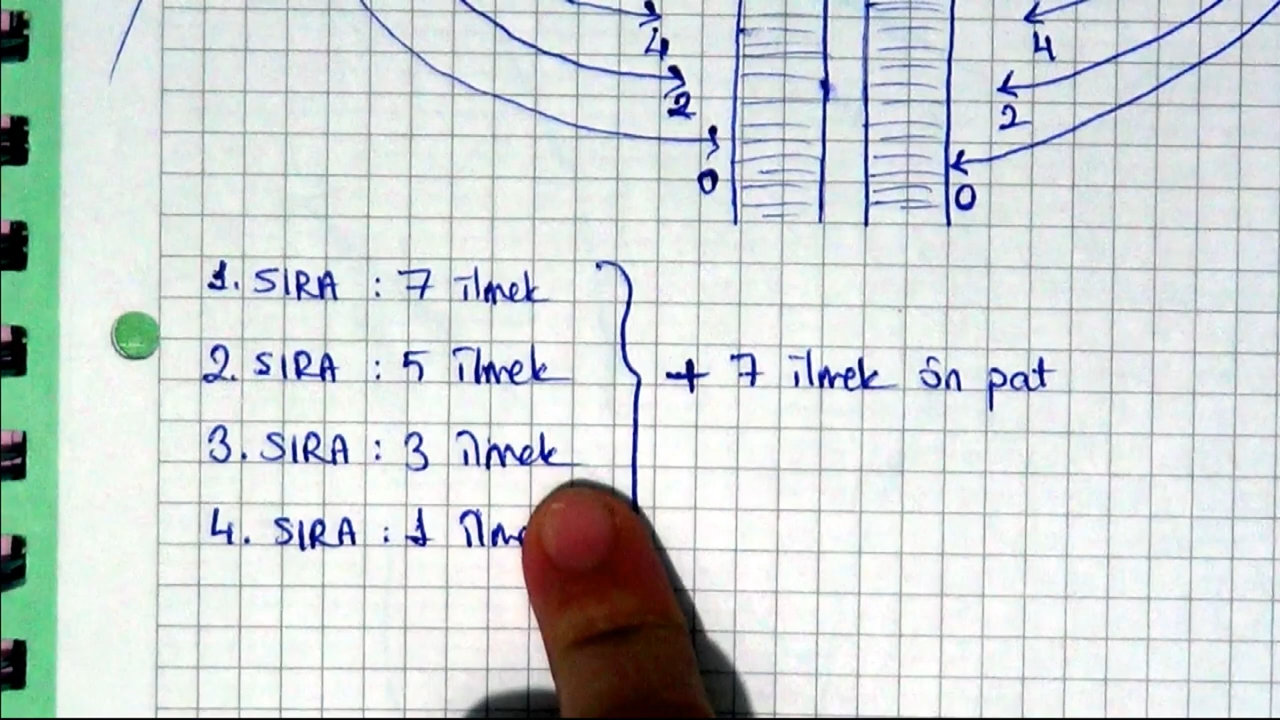 4 4
2 2
0 0
1. SIRA : 7 ilmek
2. SIRA : 5 ilmek + 7 ilmek ön pat
3. SIRA : 3 ilmek
4. SIRA : 1